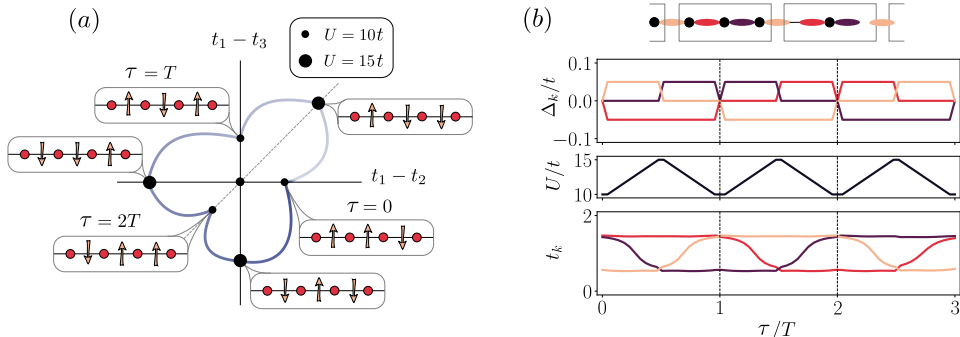 (a)
t₁ − t₃
U = 10t
U = 15t
τ = T
t₁ − t₂
τ = 0
τ = 2T
(b)
0.1
0.0
−0.1
Δₖ/t
15
10
U/t
2
0
tₖ
0
1
2
3
τ/T